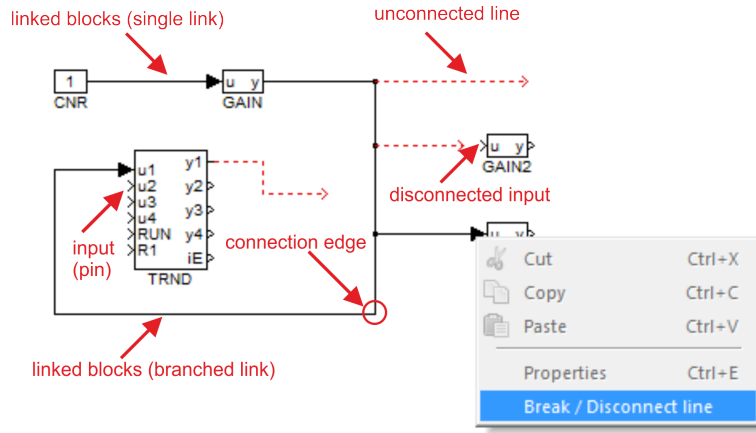 linked blocks (single link)
unconnected line
1
CNR
u y
GAIN
u y
GAIN2
disconnected input
u1 y1
u2 y2
u3 y3
u4 y4
RUN iE
R1
TRND
input
(pin)
connection edge
u y
linked blocks (branched link)
Cut Ctrl+X
Copy Ctrl+C
Paste Ctrl+V
Properties Ctrl+E
Break / Disconnect line